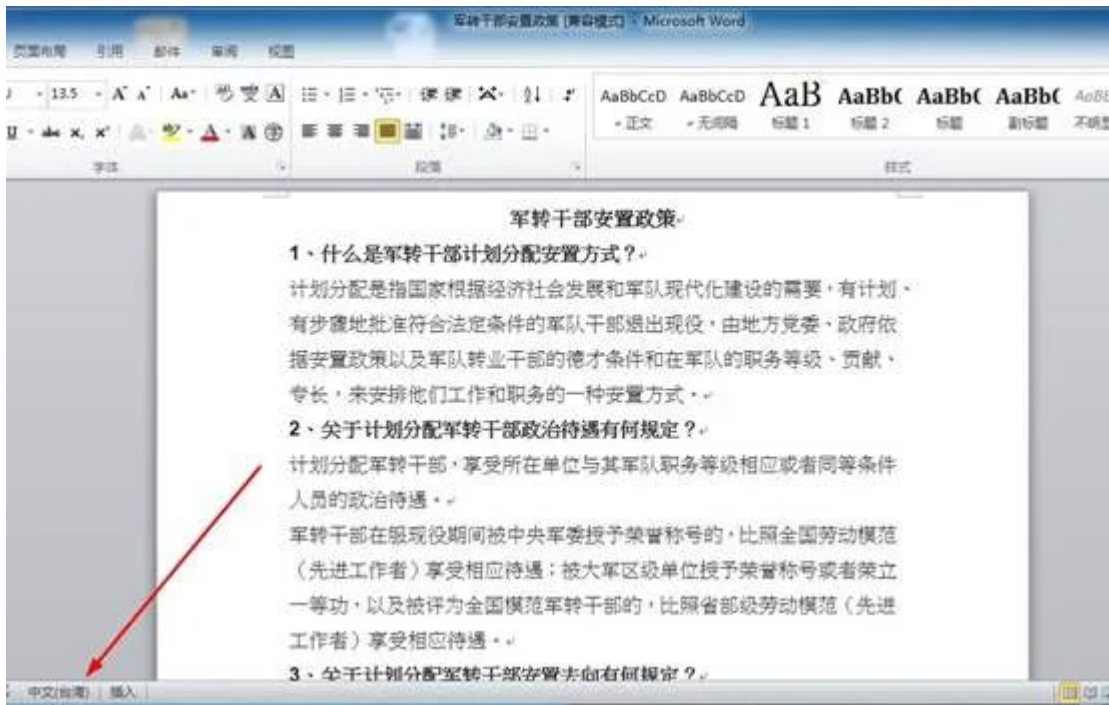 军转干部安置政策 [兼容模式] - Microsoft Word
页面布局 引用 邮件 审阅 视图
13.5 A A Aa 变 A
AaBbCcD AaBbCcD AaB AaBb( AaBb( AaBb(
正文 无间隔 标题 1 标题 2 标题 副标题
字体 段落 样式
军转干部安置政策
1、什么是军转干部计划分配安置方式？
计划分配是指国家根据经济社会发展和军队现代化建设的需要，有计划、
有步骤地批准符合法定条件的军队干部退出现役，由地方党委、政府依
据安置政策以及军队转业干部的德才条件和在军队的职务等级、贡献、
专长，来安排他们工作和职务的一种安置方式。
2、关于计划分配军转干部政治待遇有何规定？
计划分配军转干部，享受所在单位与其军队职务等级相应或者同等条件
人员的政治待遇。
军转干部在服现役期间被中央军委授予荣誉称号的，比照全国劳动模范
（先进工作者）享受相应待遇；被大军区级单位授予荣誉称号或者荣立
一等功，以及被评为全国模范军转干部的，比照省部级劳动模范（先进
工作者）享受相应待遇。
3、关于计划分配军转干部安置去向有何规定？
中文(台湾) 插入